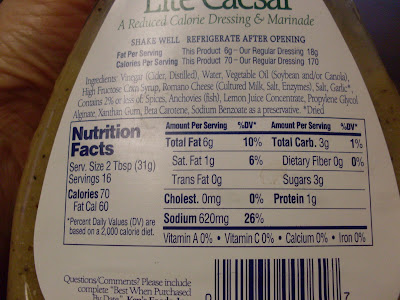 Lite Caesar
A Reduced Calorie Dressing & Marinade
SHAKE WELL REFRIGERATE AFTER OPENING
Fat Per Serving This Product 6g - Our Regular Dressing 18g
Calories Per Serving This Product 70 - Our Regular Dressing 170
Ingredients: Vinegar (Cider, Distilled), Water, Vegetable Oil (Soybean and/or Canola),
High Fructose Corn Syrup, Romano Cheese (Cultured Milk, Salt, Enzymes), Salt, Garlic*,
Contains 2% or less of: Spices, Anchovies (fish), Lemon Juice Concentrate, Propylene Glycol
Alginate, Xanthan Gum, Beta Carotene, Sodium Benzoate as a preservative. *Dried
Nutrition
Facts
Serv. Size 2 Tbsp (31g)
Servings 16
Calories 70
Fat Cal 60
*Percent Daily Values (DV) are
based on a 2,000 calorie diet.
Amount Per Serving %DV*
Total Fat 6g 10%
Sat. Fat 1g 6%
Trans Fat 0g
Cholest. 0mg 0%
Sodium 620mg 26%
Amount Per Serving %DV*
Total Carb. 3g 1%
Dietary Fiber 0g 0%
Sugars 3g
Protein 1g
Vitamin A 0% • Vitamin C 0% • Calcium 0% • Iron 0%
Questions/Comments? Please include
complete "Best When Purchased
By Date". Ken's Foods
0 7